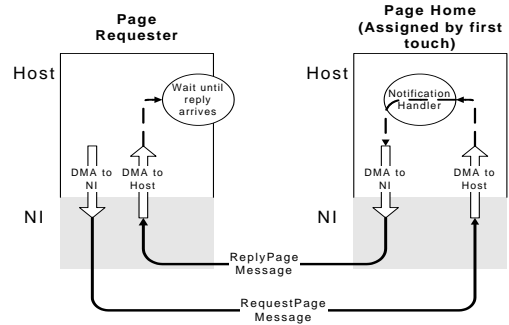 Page
Requester
Page Home
(Assigned by first
touch)
Host
Wait until
reply
arrives
Host
Notification
Handler
DMA to
NI
DMA to
Host
DMA to
NI
DMA to
Host
NI
NI
ReplyPage
Message
RequestPage
Message